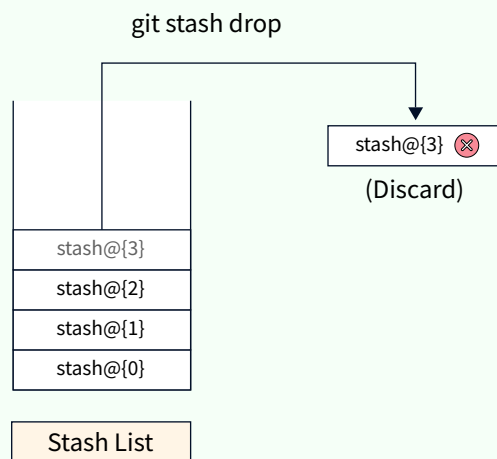 git stash drop
stash@{3}
(Discard)
stash@{3}
stash@{2}
stash@{1}
stash@{0}
Stash List